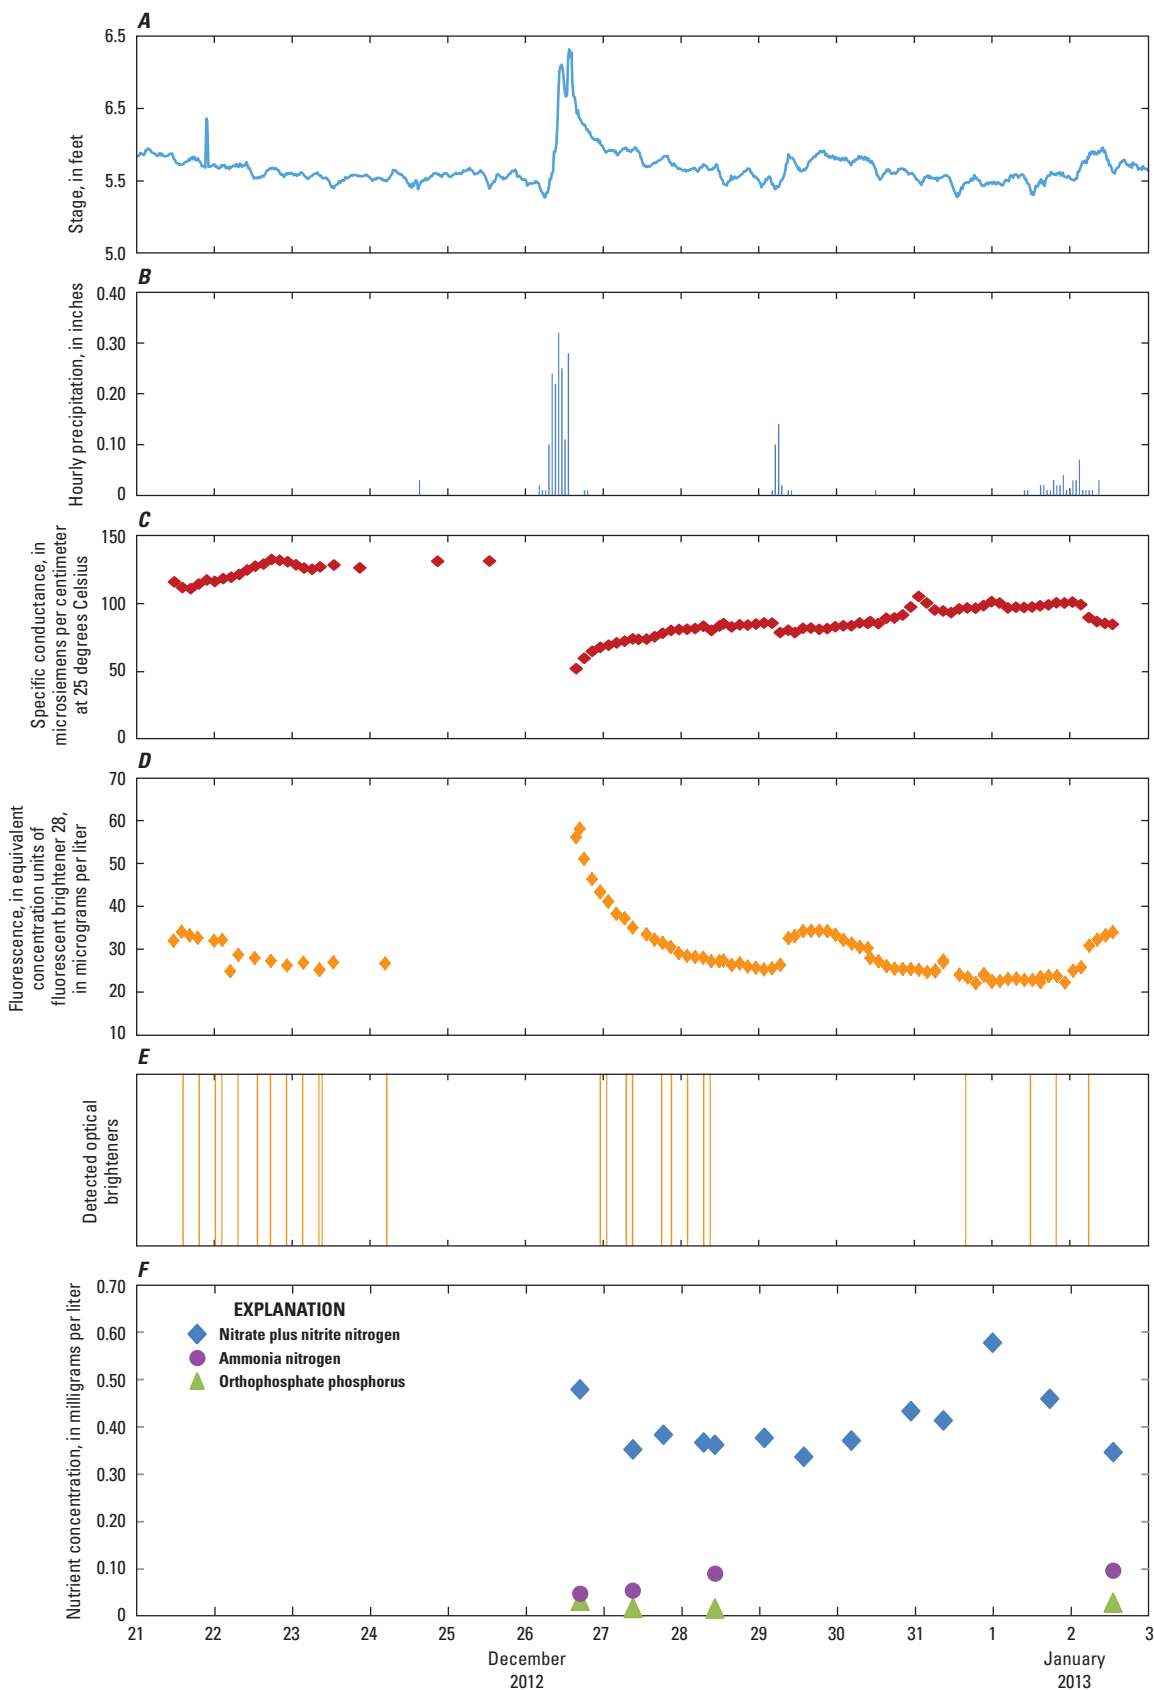 A
6.5
6.5
5.5
5.0
Stage, in feet
B
0.40
0.30
0.20
0.10
0
Hourly precipitation, in inches
C
150
100
50
0
Specific conductance, in
microsiemens per centimeter
at 25 degrees Celsius
D
70
60
50
40
30
20
10
Fluorescence, in equivalent
concentration units of
fluorescent brightener 28,
in micrograms per liter
E
Detected optical
brighteners
F
0.70
0.60
0.50
0.40
0.30
0.20
0.10
0
Nutrient concentration, in milligrams per liter
EXPLANATION
Nitrate plus nitrite nitrogen
Ammonia nitrogen
Orthophosphate phosphorus
21 22 23 24 25 26 27 28 29 30 31 1 2 3
December January
2012 2013